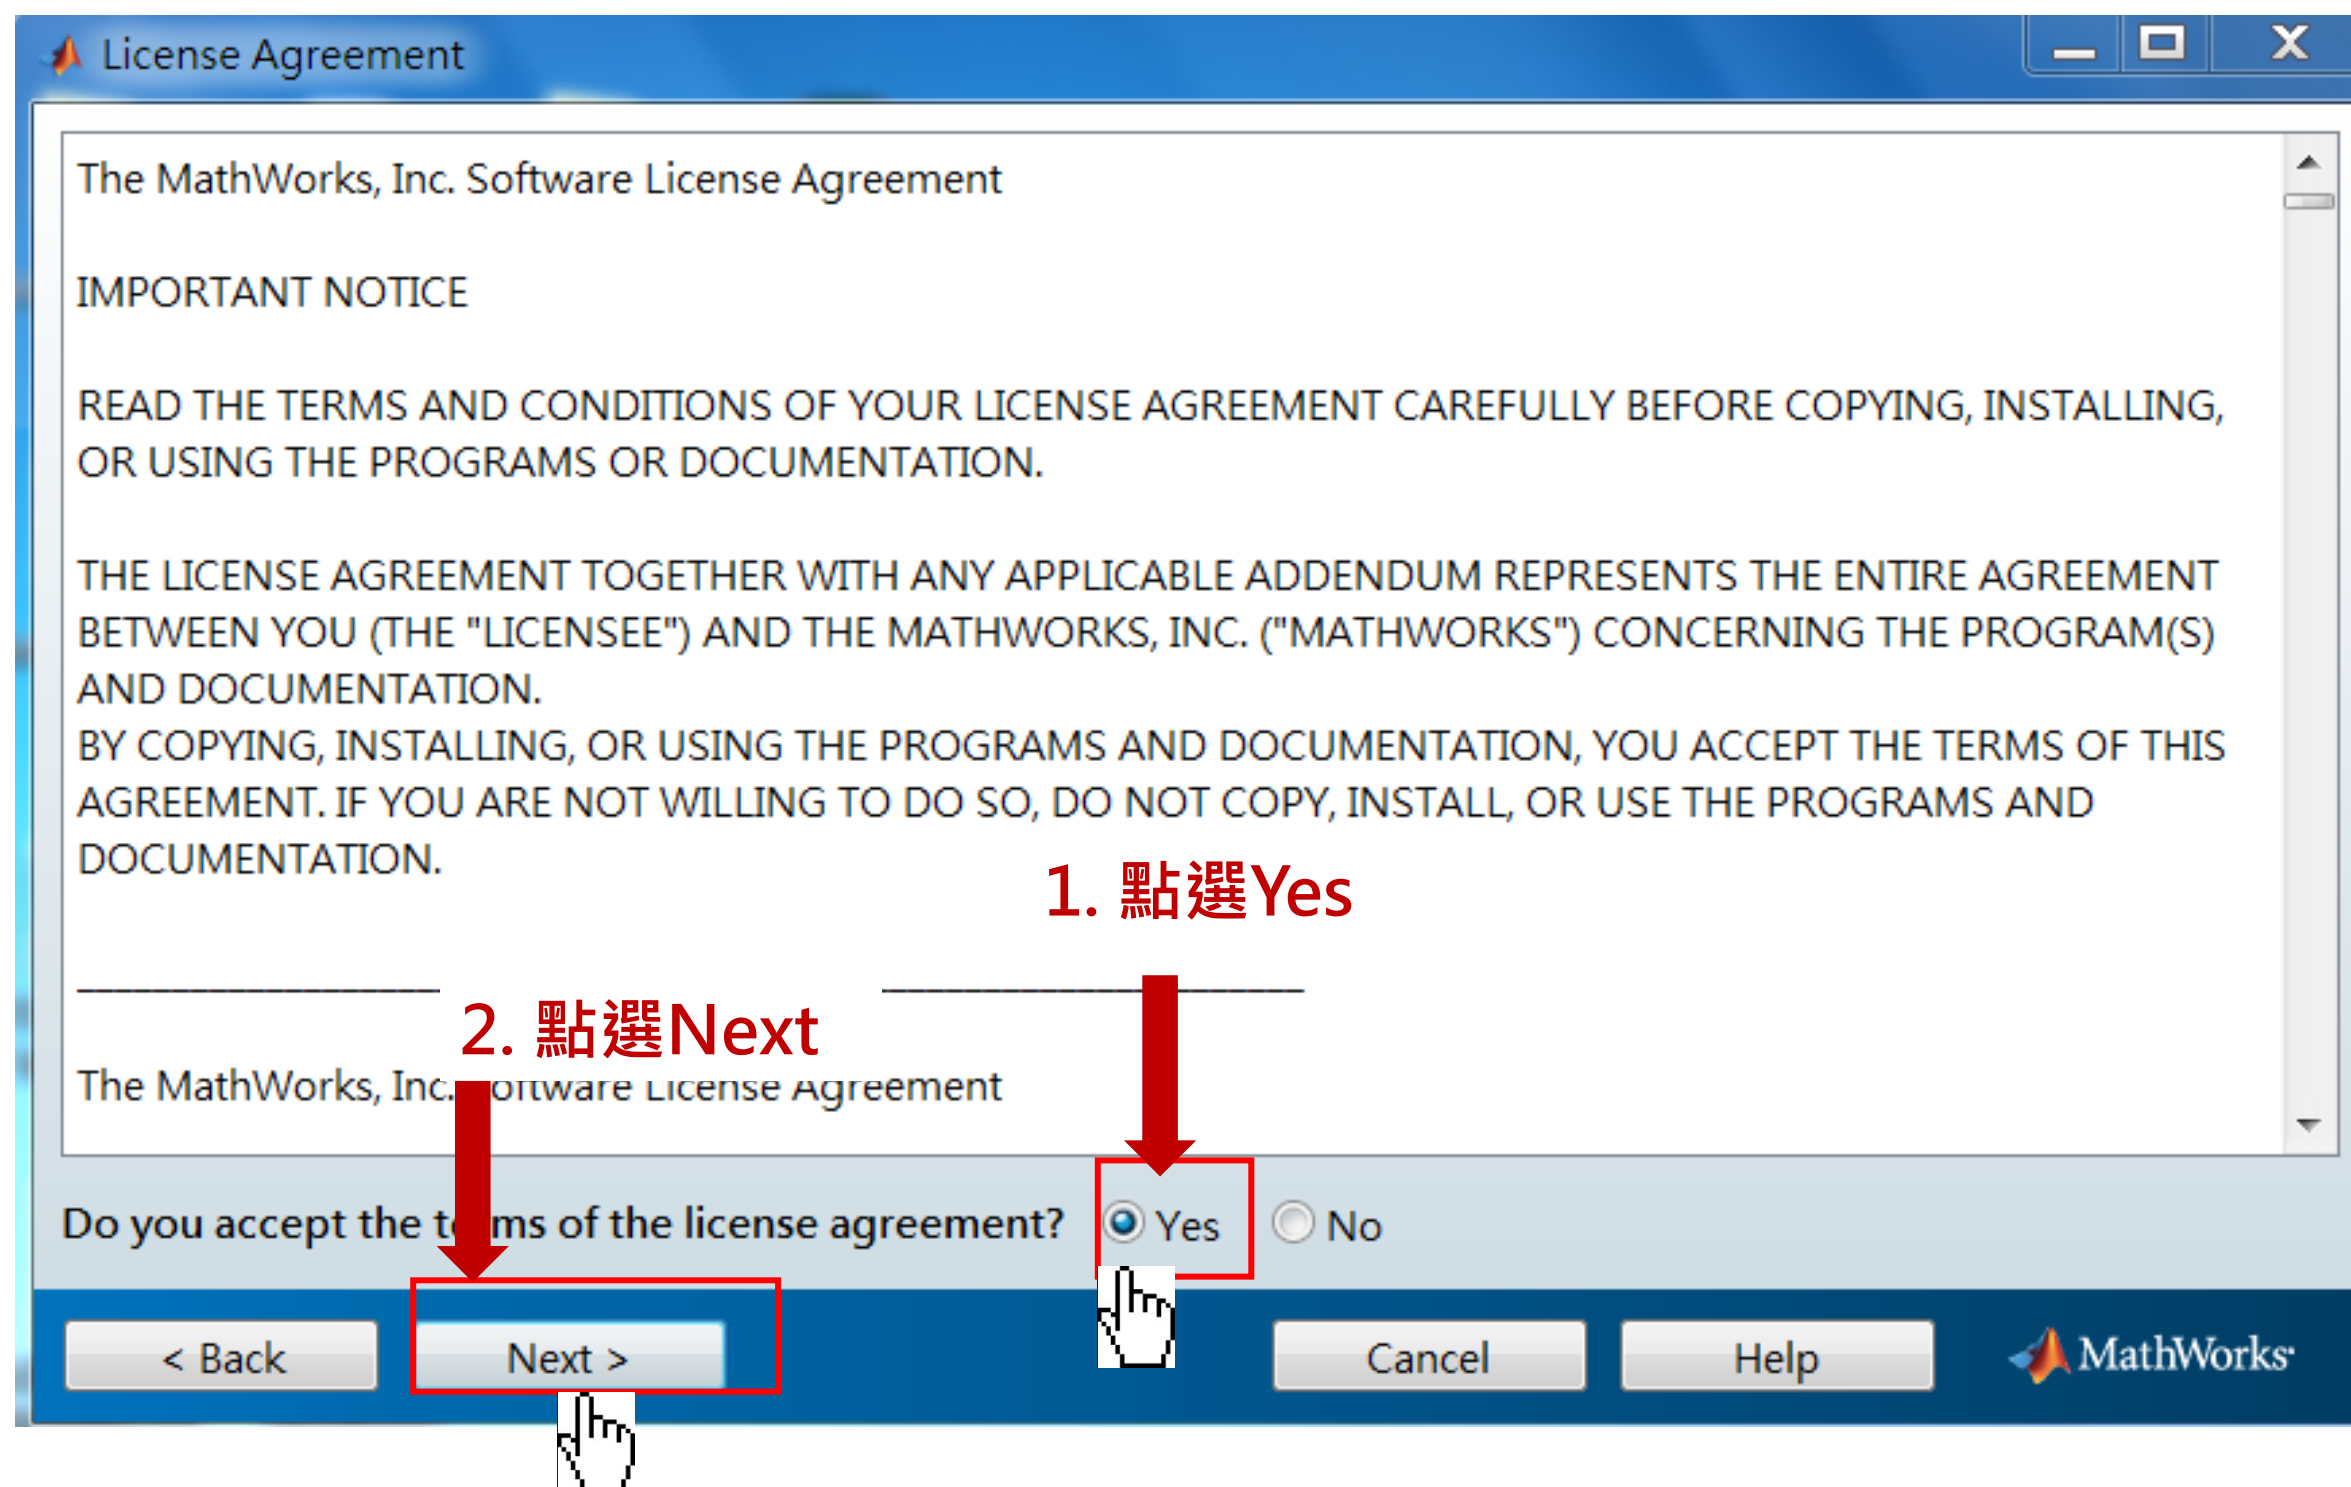 License Agreement
The MathWorks, Inc. Software License Agreement
IMPORTANT NOTICE
READ THE TERMS AND CONDITIONS OF YOUR LICENSE AGREEMENT CAREFULLY BEFORE COPYING, INSTALLING,
OR USING THE PROGRAMS OR DOCUMENTATION.
THE LICENSE AGREEMENT TOGETHER WITH ANY APPLICABLE ADDENDUM REPRESENTS THE ENTIRE AGREEMENT
BETWEEN YOU (THE "LICENSEE") AND THE MATHWORKS, INC. ("MATHWORKS") CONCERNING THE PROGRAM(S)
AND DOCUMENTATION.
BY COPYING, INSTALLING, OR USING THE PROGRAMS AND DOCUMENTATION, YOU ACCEPT THE TERMS OF THIS
AGREEMENT. IF YOU ARE NOT WILLING TO DO SO, DO NOT COPY, INSTALL, OR USE THE PROGRAMS AND
DOCUMENTATION.
1. 點選Yes
2. 點選Next
The MathWorks, Inc. Software License Agreement
Do you accept the terms of the license agreement? Yes No
< Back Next > Cancel Help MathWorks